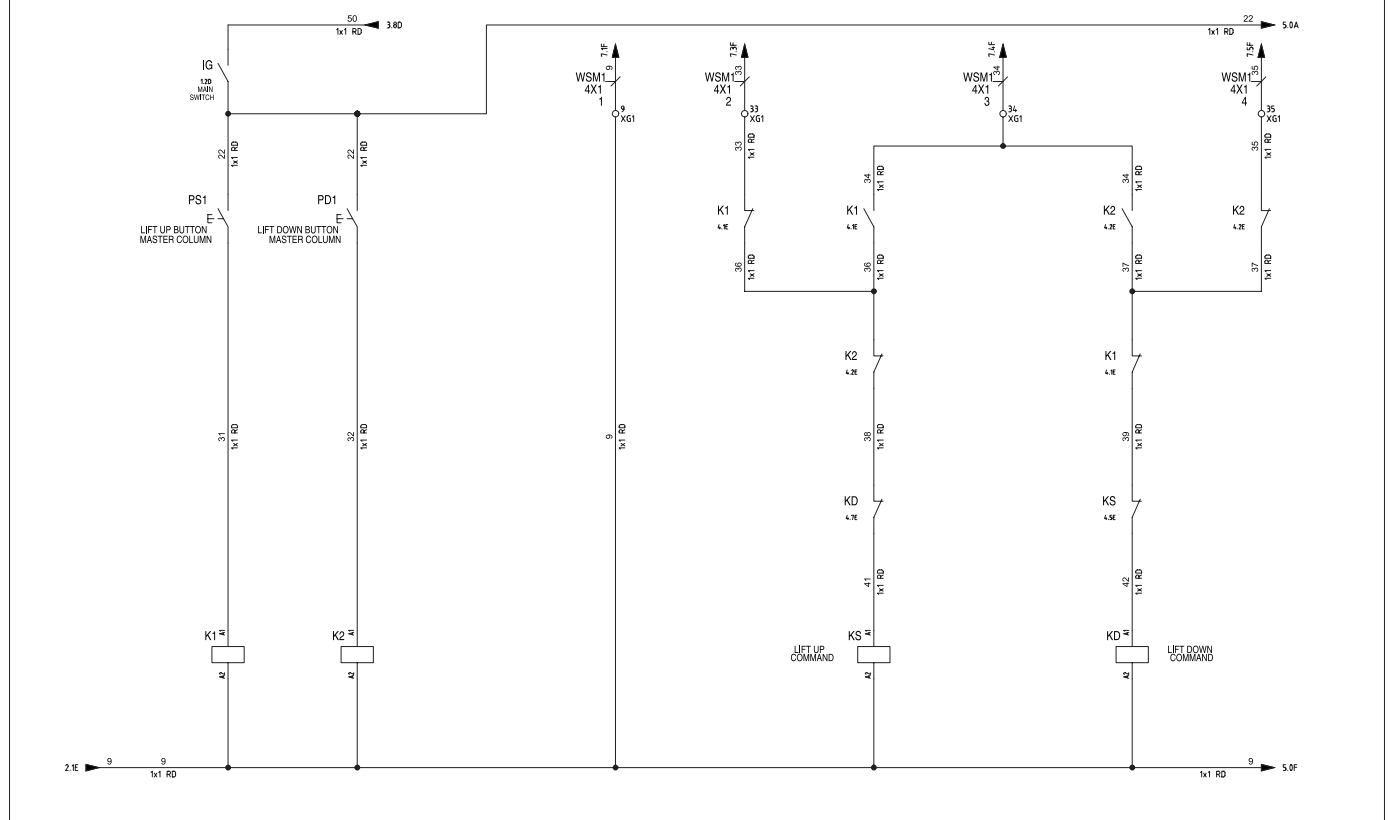 50
3.8D
1x1 RD
22
1x1 RD
5.0A
IG
1.2D
MAIN
SWITCH
7.1F
9
WSM1
4X1
1
9
XG1
7.3F
33
WSM1
4X1
2
33
XG1
7.4F
34
WSM1
4X1
3
34
XG1
7.5F
35
WSM1
4X1
4
35
XG1
22
1x1 RD
22
1x1 RD
33
1x1 RD
34
1x1 RD
34
1x1 RD
35
1x1 RD
PS1
E
LIFT UP BUTTON
MASTER COLUMN
PD1
E
LIFT DOWN BUTTON
MASTER COLUMN
K1
4.1E
K1
4.1E
K2
4.2E
K2
4.2E
36
1x1 RD
36
1x1 RD
37
1x1 RD
37
1x1 RD
K2
4.2E
K1
4.1E
31
1x1 RD
32
1x1 RD
9
1x1 RD
38
1x1 RD
39
1x1 RD
KD
4.7E
KS
4.5E
41
1x1 RD
42
1x1 RD
K1
A1
A2
K2
A1
A2
LIFT UP
COMMAND
KS
A1
A2
KD
A1
A2
LIFT DOWN
COMMAND
2.1E
9
9
1x1 RD
9
1x1 RD
5.0F